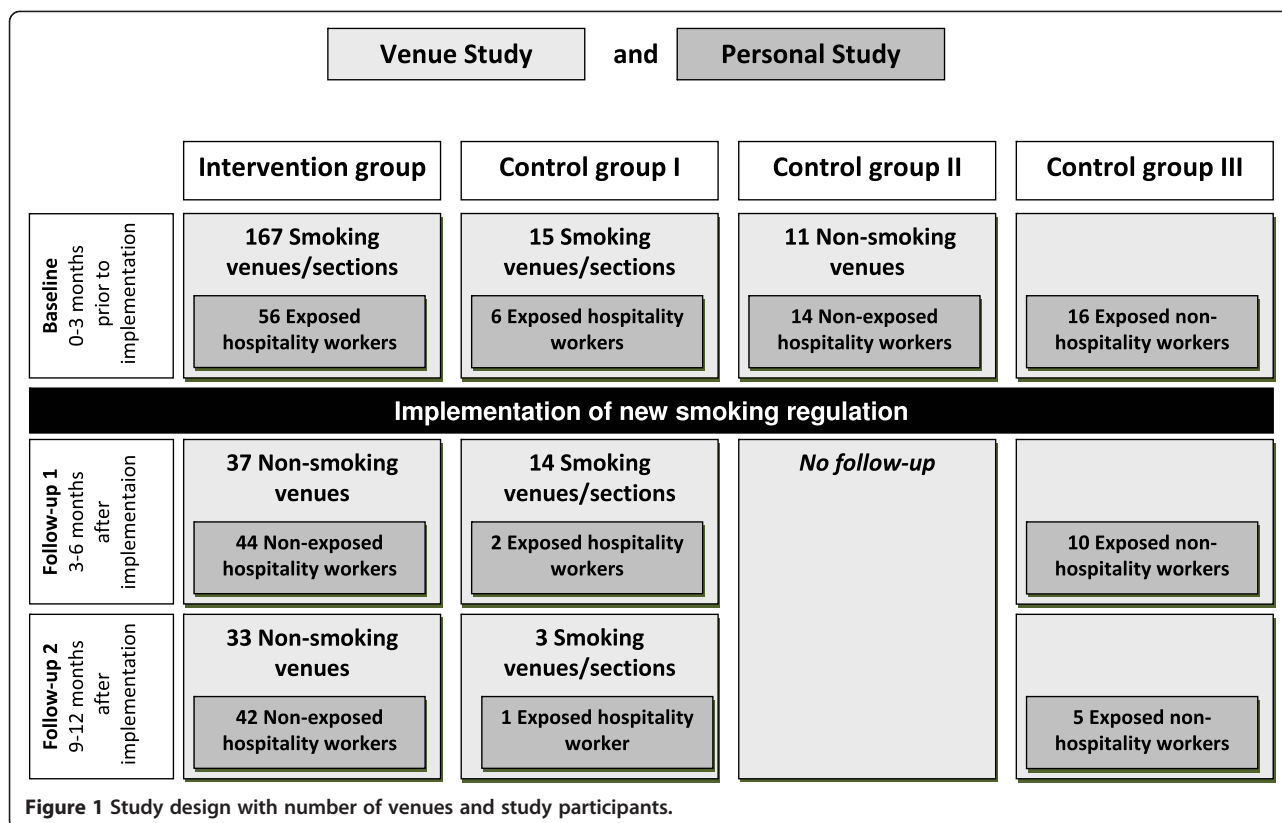 Venue Study
and
Personal Study
Intervention group
Control group I
Control group II
Control group III
Baseline
0-3 months
prior to
implementation
167 Smoking
venues/sections
56 Exposed
hospitality workers
15 Smoking
venues/sections
6 Exposed hospitality
workers
11 Non-smoking
venues
14 Non-exposed
hospitality workers
16 Exposed non-
hospitality workers
Implementation of new smoking regulation
Follow-up 1
3-6 months
after
implementaion
37 Non-smoking
venues
44 Non-exposed
hospitality workers
14 Smoking
venues/sections
2 Exposed hospitality
workers
No follow-up
10 Exposed non-
hospitality workers
Follow-up 2
9-12 months
after
implementation
33 Non-smoking
venues
42 Non-exposed
hospitality workers
3 Smoking
venues/sections
1 Exposed hospitality
worker
5 Exposed non-
hospitality workers
Figure 1 Study design with number of venues and study participants.